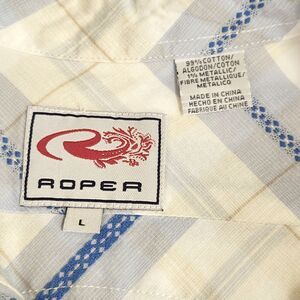 99% COTTON/
ALGODON/COTON
1% METALLIC/
FIBRE METALLIQUE/
METALICO
MADE IN CHINA
HECHO EN CHINA
FABRIQUE AU CHINE
ROPER
L